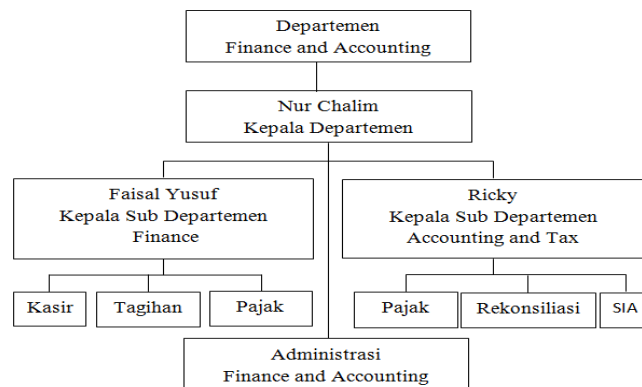 Departemen
Finance and Accounting
Nur Chalim
Kepala Departemen
Faisal Yusuf
Kepala Sub Departemen
Finance
Ricky
Kepala Sub Departemen
Accounting and Tax
Kasir
Tagihan
Pajak
Pajak
Rekonsiliasi
SIA
Administrasi
Finance and Accounting